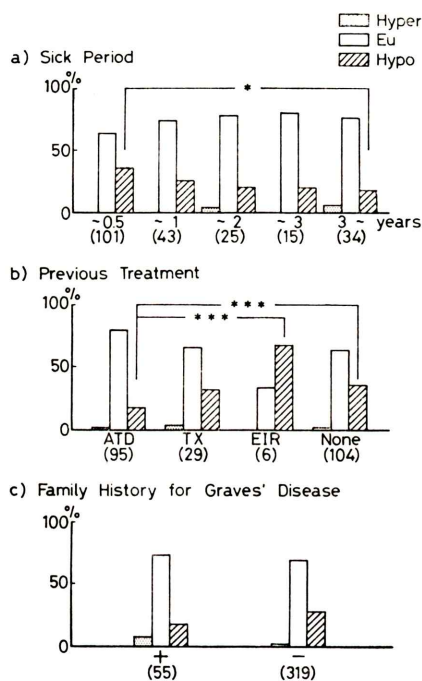 Hyper
Eu
Hypo
a) Sick Period
%
100
*
50
0
~0.5 ~1 ~2 ~3 3~ years
(101) (43) (25) (15) (34)
b) Previous Treatment
100%
***
***
50
0
ATD TX EIR None
(95) (29) (6) (104)
c) Family History for Graves' Disease
100%
50
0
+ −
(55) (319)